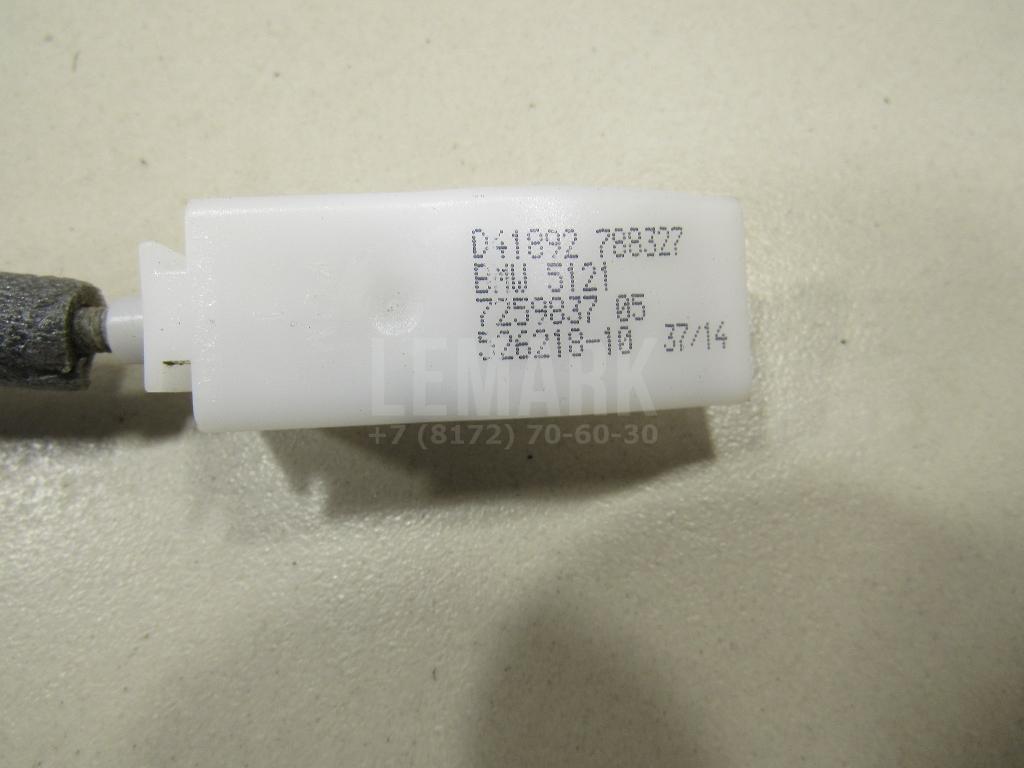 D41892 788327
BMW 5121
7259837 05
526218-10 37/14
LEMARK
+7 (8172) 70-60-30